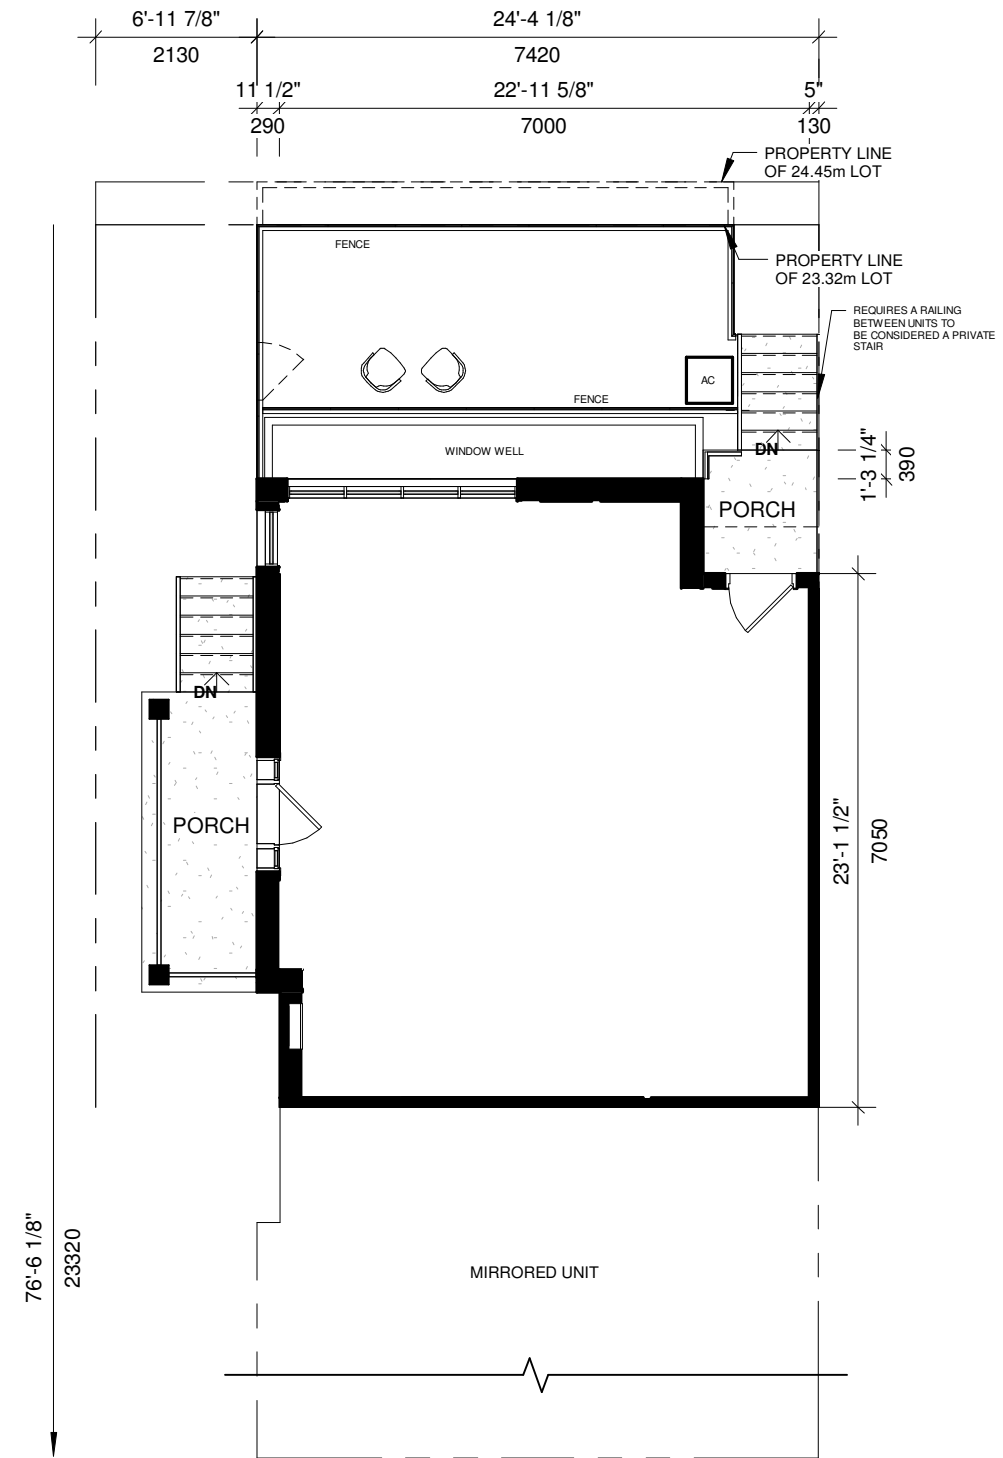 6'-11 7/8"
24'-4 1/8"
2130
7420
11 1/2"
22'-11 5/8"
5"
290
7000
130
PROPERTY LINE
OF 24.45m LOT
FENCE
PROPERTY LINE
OF 23.32m LOT
REQUIRES A RAILING
BETWEEN UNITS TO
BE CONSIDERED A PRIVATE
STAIR
AC
FENCE
WINDOW WELL
DN
1'-3 1/4"
390
PORCH
DN
PORCH
23'-1 1/2"
7050
76'-6 1/8"
23320
MIRRORED UNIT